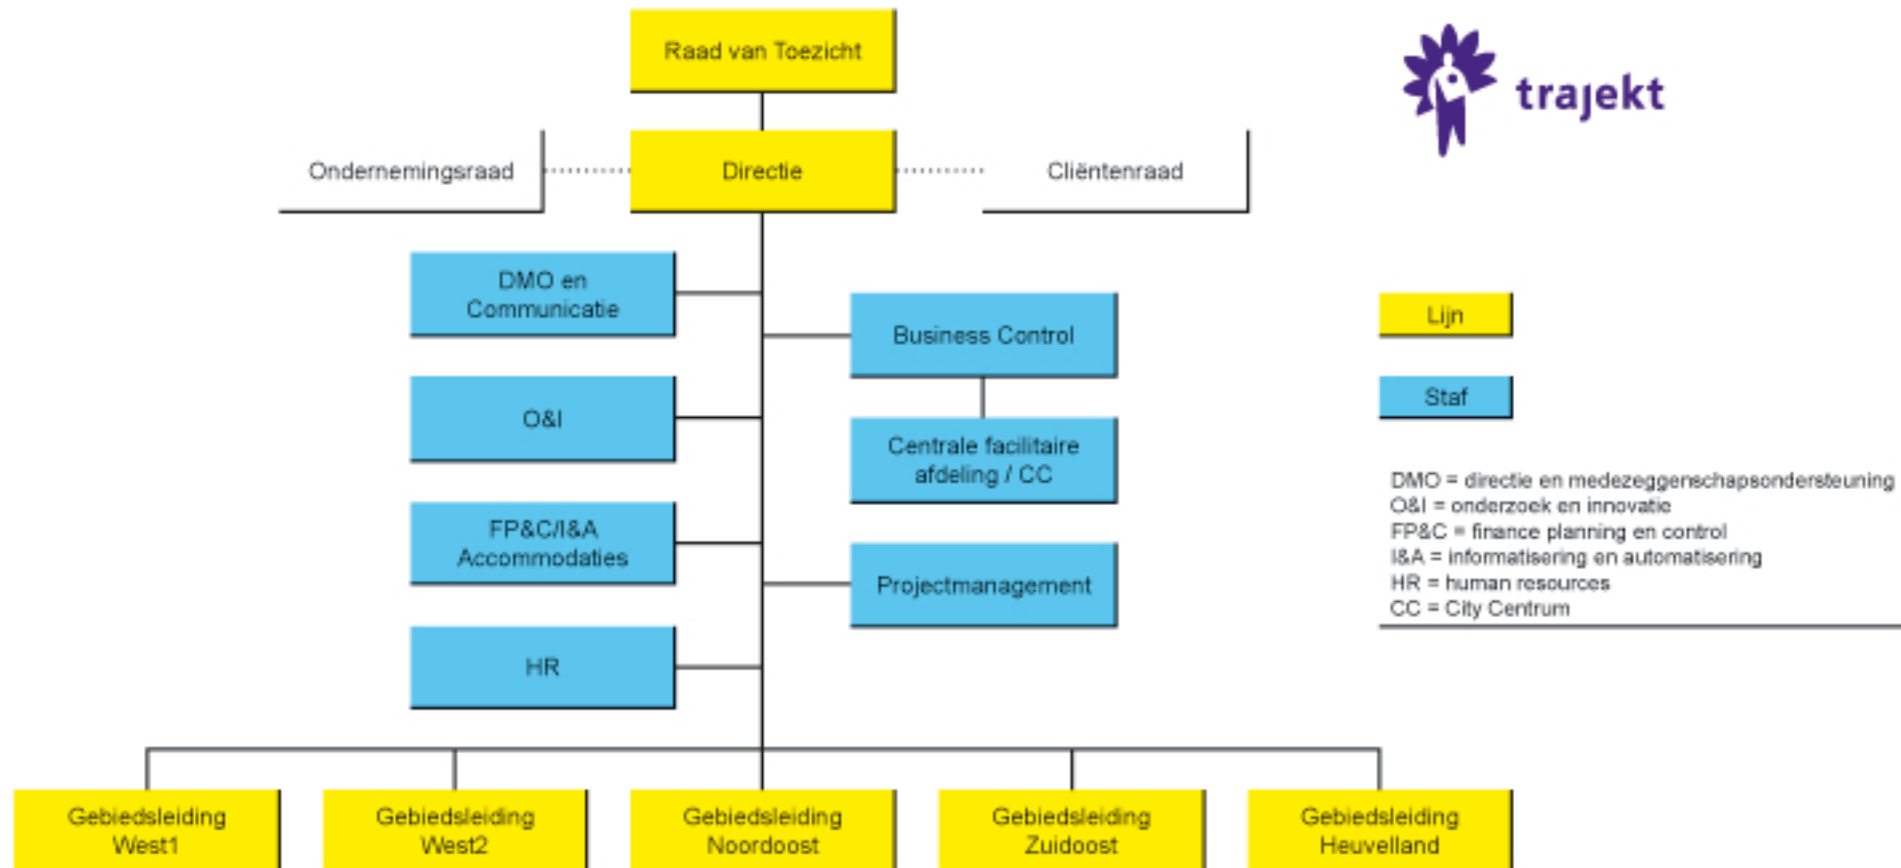 Raad van Toezicht
trajekt
Ondernemingsraad
Directie
Cliëntenraad
DMO en
Communicatie
Business Control
Lijn
O&I
Staf
Centrale facilitaire
afdeling / CC
FP&C/I&A
Accommodaties
Projectmanagement
HR
DMO = directie en medezeggenschapsondersteuning
O&I = onderzoek en innovatie
FP&C = finance planning en control
I&A = informatisering en automatisering
HR = human resources
CC = City Centrum
Gebiedsleiding
West1
Gebiedsleiding
West2
Gebiedsleiding
Noordoost
Gebiedsleiding
Zuidoost
Gebiedsleiding
Heuvelland